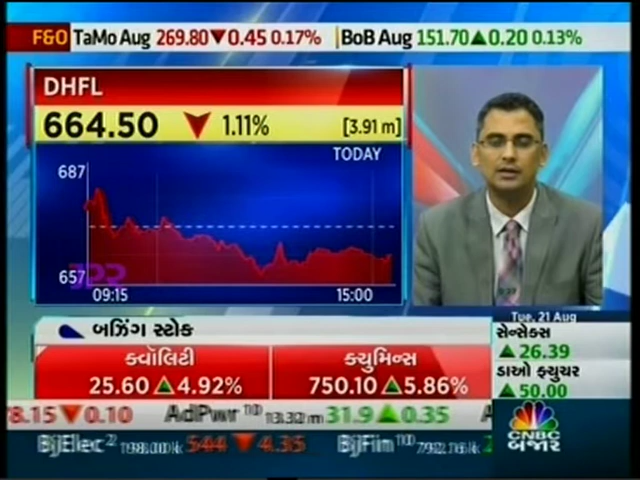 F&O TaMo Aug 269.80▼0.45 0.17% BoB Aug 151.70▲0.20 0.13%
DHFL
664.50 ▼ 1.11% [3.91 m]
TODAY
687
657
09:15 15:00
Tue, 21 Aug
બઝિંગ સ્ટોક
ક્વૉલિટી ક્યુમિન્સ
25.60▲4.92% 750.10▲5.86%
સેન્સેક્સ
▲26.39
ડાઓ ફ્યુચર
▲50.00
8.15▼0.10 AdPwr 31.9▲0.35
BjElec 544▼4.35 BjFin
CNBC
બજાર